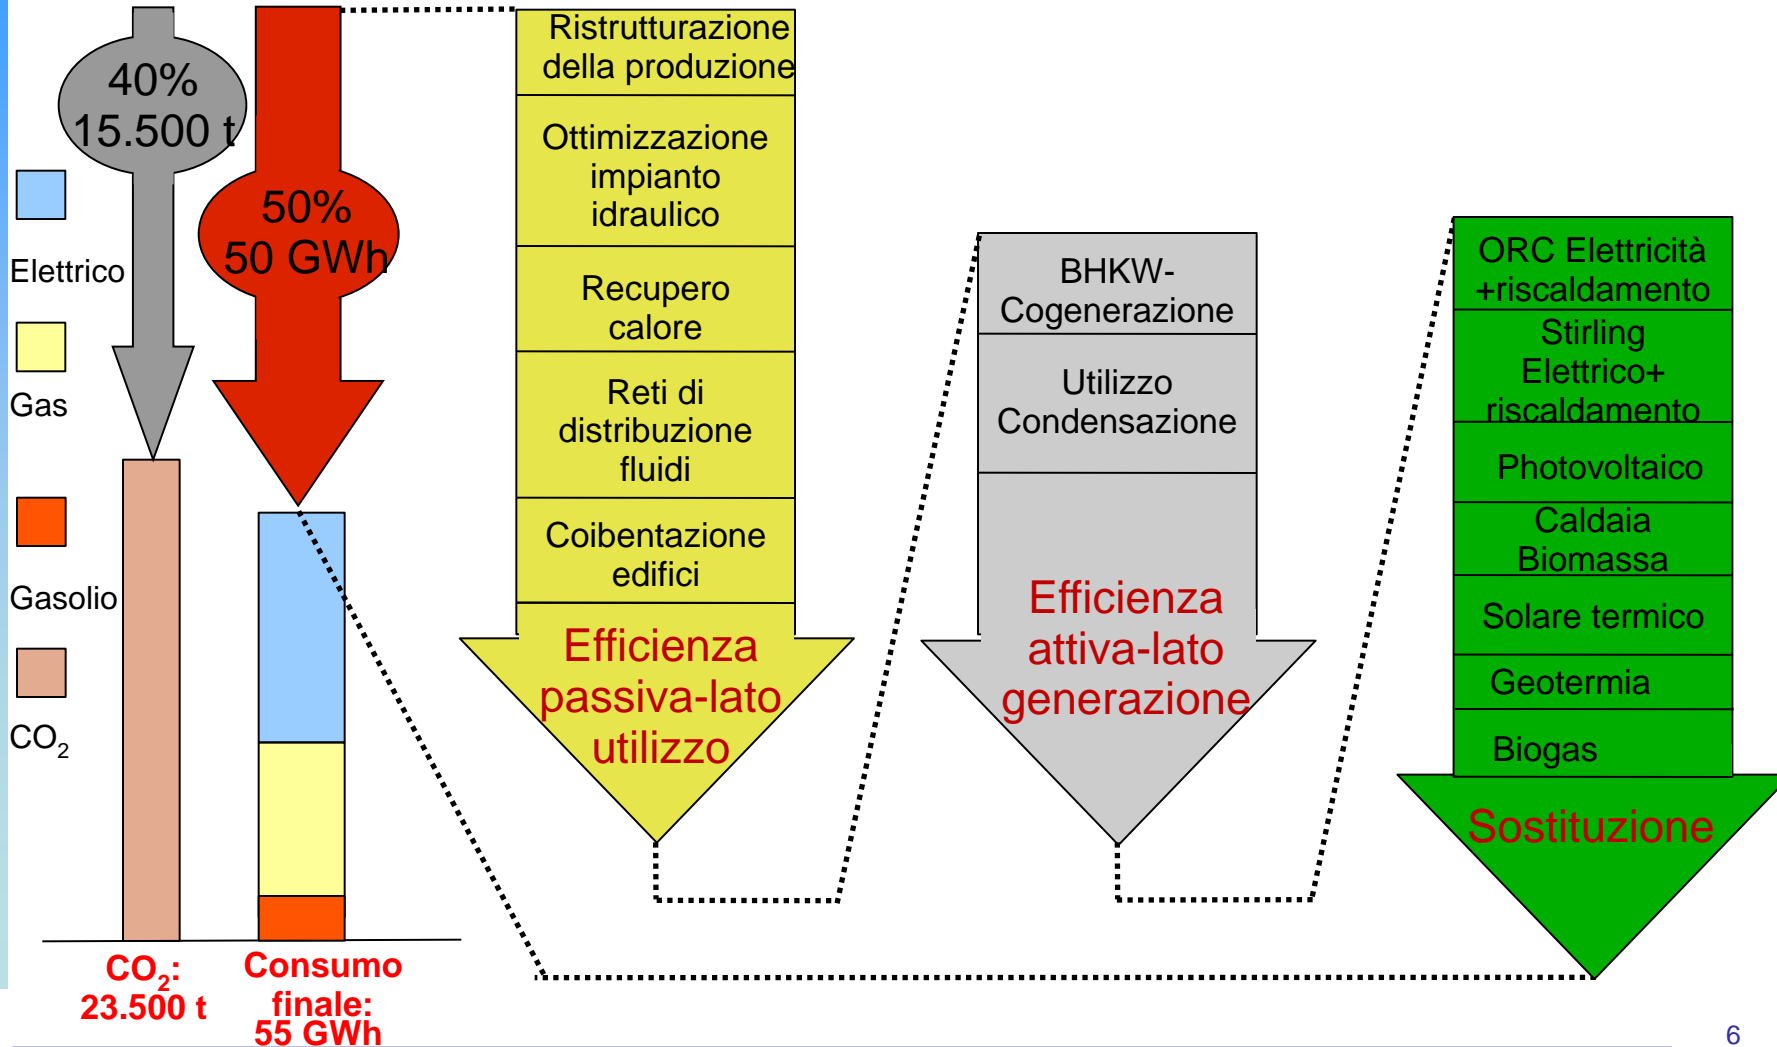 40%
15.500 t
50%
50 GWh
Elettrico
Gas
Gasolio
CO₂
CO₂:
23.500 t
Consumo
finale:
55 GWh
Ristrutturazione
della produzione
Ottimizzazione
impianto
idraulico
Recupero
calore
Reti di
distribuzione
fluidi
Coibentazione
edifici
Efficienza
passiva-lato
utilizzo
BHKW-
Cogenerazione
Utilizzo
Condensazione
Efficienza
attiva-lato
generazione
ORC Elettricità
+riscaldamento
Stirling
Elettrico+
riscaldamento
Photovoltaico
Caldaia
Biomassa
Solare termico
Geotermia
Biogas
Sostituzione
6